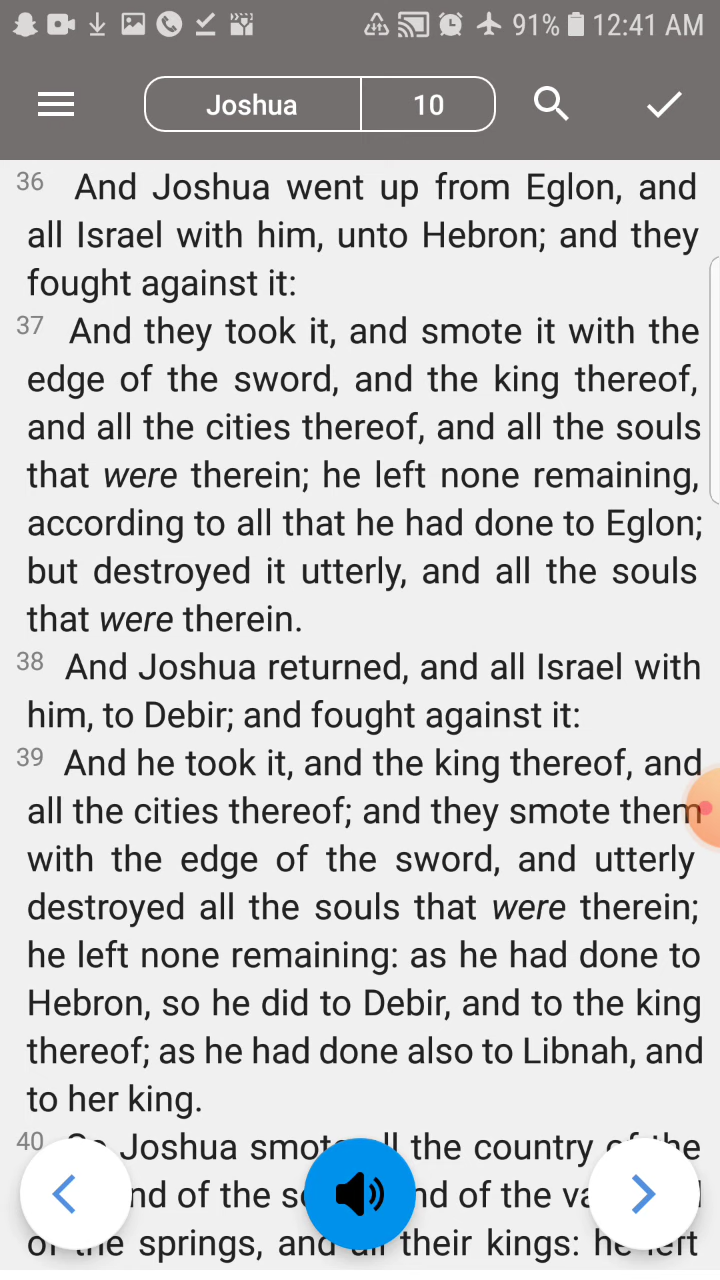 91% 12:41 AM
Joshua 10
36 And Joshua went up from Eglon, and
all Israel with him, unto Hebron; and they
fought against it:
37 And they took it, and smote it with the
edge of the sword, and the king thereof,
and all the cities thereof, and all the souls
that were therein; he left none remaining,
according to all that he had done to Eglon;
but destroyed it utterly, and all the souls
that were therein.
38 And Joshua returned, and all Israel with
him, to Debir; and fought against it:
39 And he took it, and the king thereof, and
all the cities thereof; and they smote them
with the edge of the sword, and utterly
destroyed all the souls that were therein;
he left none remaining: as he had done to
Hebron, so he did to Debir, and to the king
thereof; as he had done also to Libnah, and
to her king.
40 Joshua the country the
of the of the
springs, and their kings: